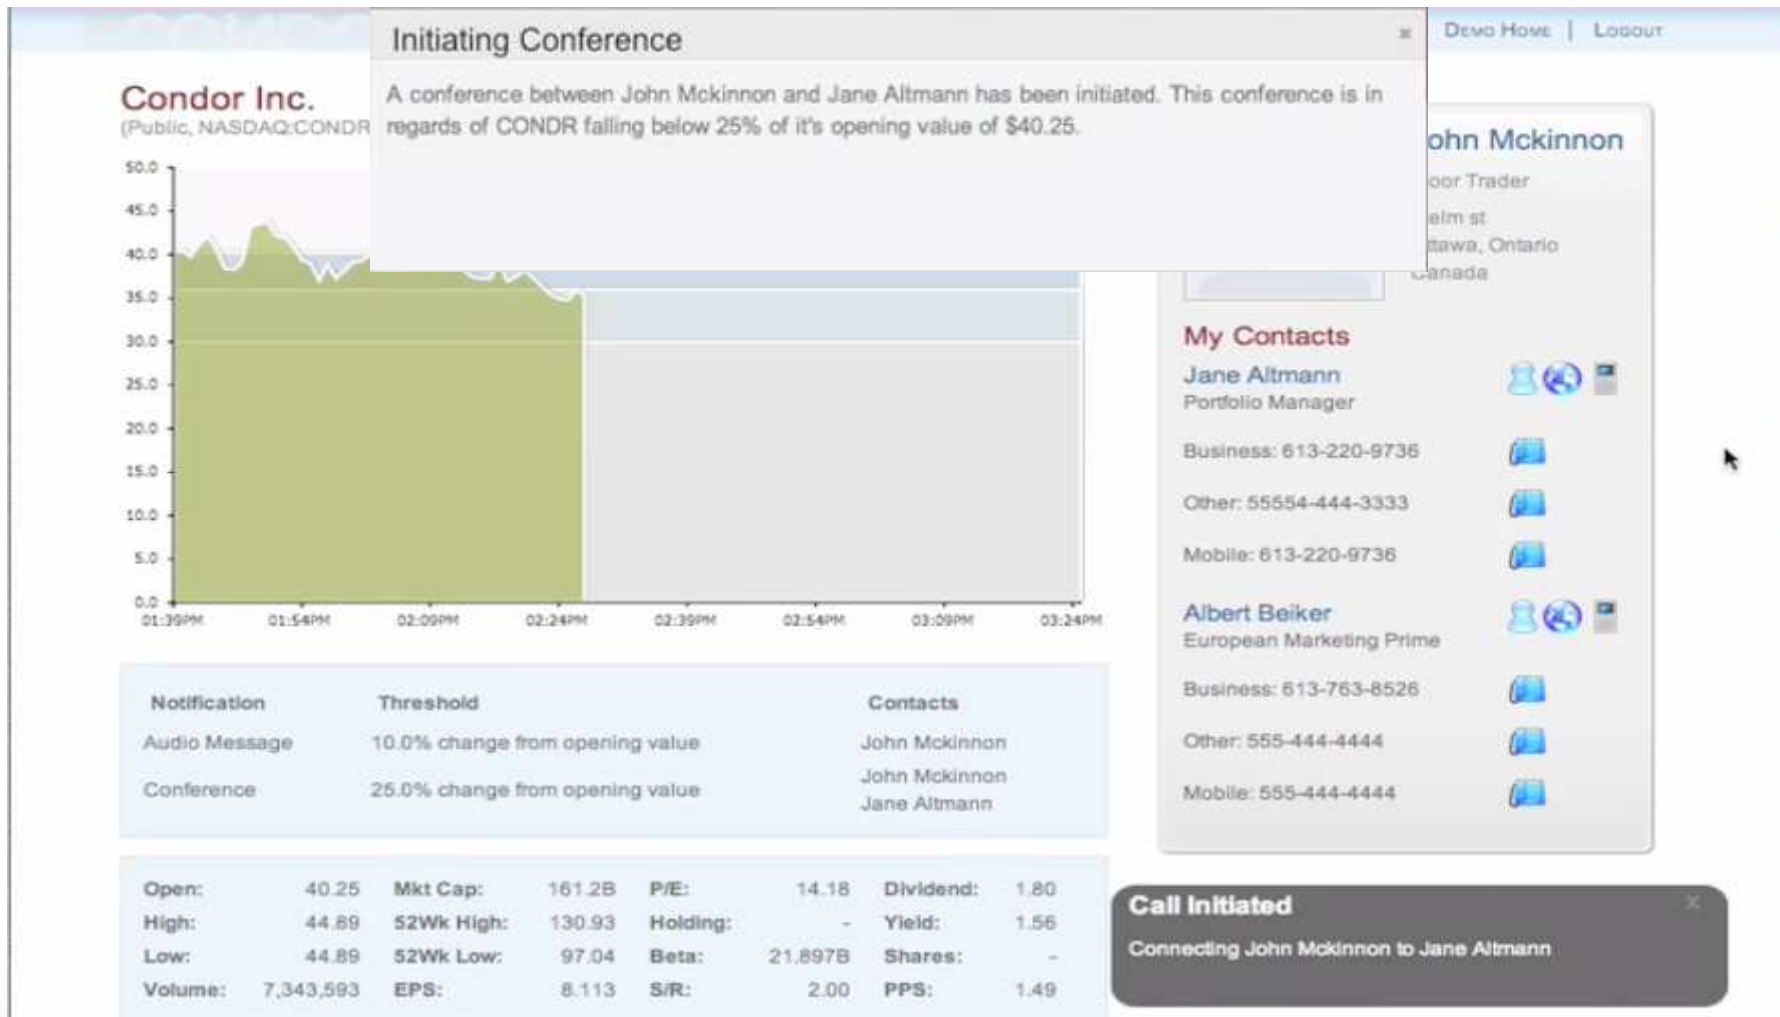 Initiating Conference
×
DEMO HOME | LOGOUT
A conference between John Mckinnon and Jane Altmann has been initiated. This conference is in
regards of CONDR falling below 25% of it's opening value of $40.25.
Condor Inc.
(Public, NASDAQ:CONDR
50.0
45.0
40.0
35.0
30.0
25.0
20.0
15.0
10.0
5.0
0.0
01:39PM 01:54PM 02:09PM 02:24PM 02:39PM 02:54PM 03:09PM 03:24PM
ohn Mckinnon
oor Trader
elm st
ttawa, Ontario
Canada
My Contacts
Jane Altmann
Portfolio Manager
Business: 613-220-9736
Other: 55554-444-3333
Mobile: 613-220-9736
Albert Beiker
European Marketing Prime
Business: 613-763-8526
Other: 555-444-4444
Mobile: 555-444-4444
Notification Threshold Contacts
Audio Message 10.0% change from opening value John Mckinnon
Conference 25.0% change from opening value John Mckinnon
Jane Altmann
Open: 40.25 Mkt Cap: 161.2B P/E: 14.18 Dividend: 1.80
High: 44.89 52Wk High: 130.93 Holding: - Yield: 1.56
Low: 44.89 52Wk Low: 97.04 Beta: 21.897B Shares: -
Volume: 7,343,593 EPS: 8.113 S/R: 2.00 PPS: 1.49
Call Initiated
×
Connecting John Mckinnon to Jane Altmann